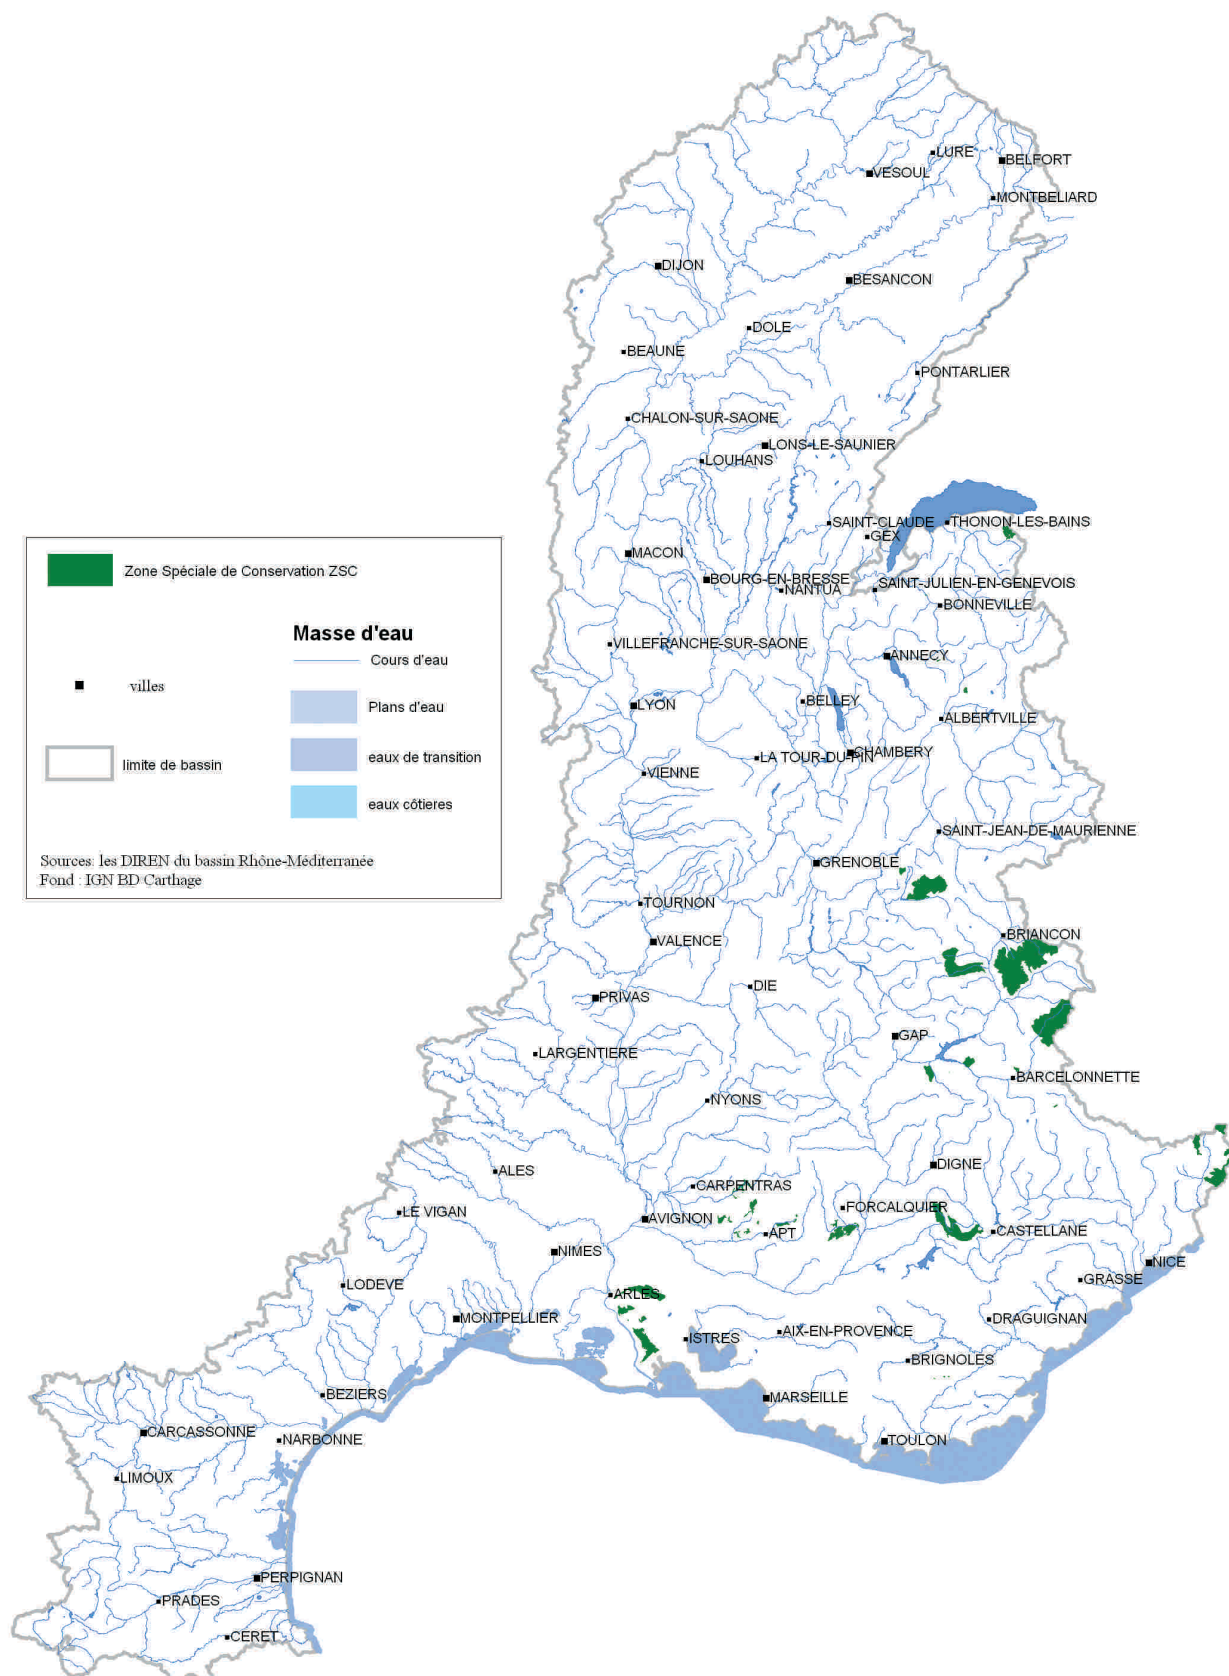 LURE
BELFORT
VESOUL
MONTBELIARD
DIJON
BESANCON
DOLE
BEAUNE
PONTARLIER
CHALON-SUR-SAONE
LONS-LE-SAUNIER
LOUHANS
SAINT-CLAUDE
THONON-LES-BAINS
GEX
MACON
BOURG-EN-BRESSE
NANTUA
SAINT-JULIEN-EN-GENEVOIS
BONNEVILLE
VILLEFRANCHE-SUR-SAONE
ANNECY
BELLEY
LYON
ALBERTVILLE
CHAMBERY
LA TOUR-DU-PIN
VIENNE
SAINT-JEAN-DE-MAURIENNE
GRENOBLE
TOURNON
BRIANCON
VALENCE
DIE
PRIVAS
GAP
LARGENTIERE
BARCELONNETTE
NYONS
DIGNE
ALES
CARPENTRAS
FORCALQUIER
LE VIGAN
AVIGNON
APT
CASTELLANE
NIMES
NICE
GRASSE
LODEVE
ARLES
MONTPELLIER
DRAGUIGNAN
AIX-EN-PROVENCE
ISTRES
BRIGNOLES
BEZIERS
MARSEILLE
CARCASSONNE
NARBONNE
TOULON
LIMOUX
PERPIGNAN
PRADES
CERET
Zone Spéciale de Conservation ZSC
Masse d'eau
Cours d'eau
villes
Plans d'eau
limite de bassin
eaux de transition
eaux côtieres
Sources: les DIREN du bassin Rhône-Méditerranée
Fond : IGN BD Carthage